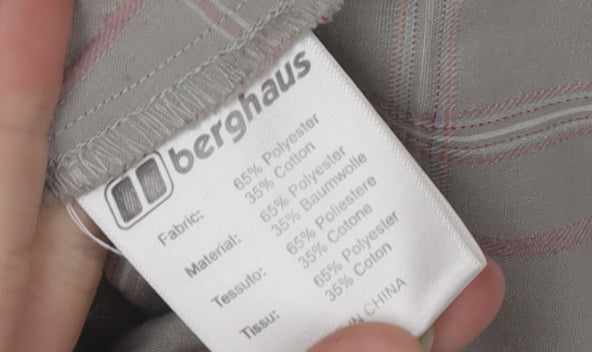 berghaus
Fabric: 65% Polyester
35% Cotton
Material: 65% Polyester
35% Baumwolle
Tessuto: 65% Poliestere
35% Cotone
Tissu: 65% Polyester
35% Coton
IN CHINA